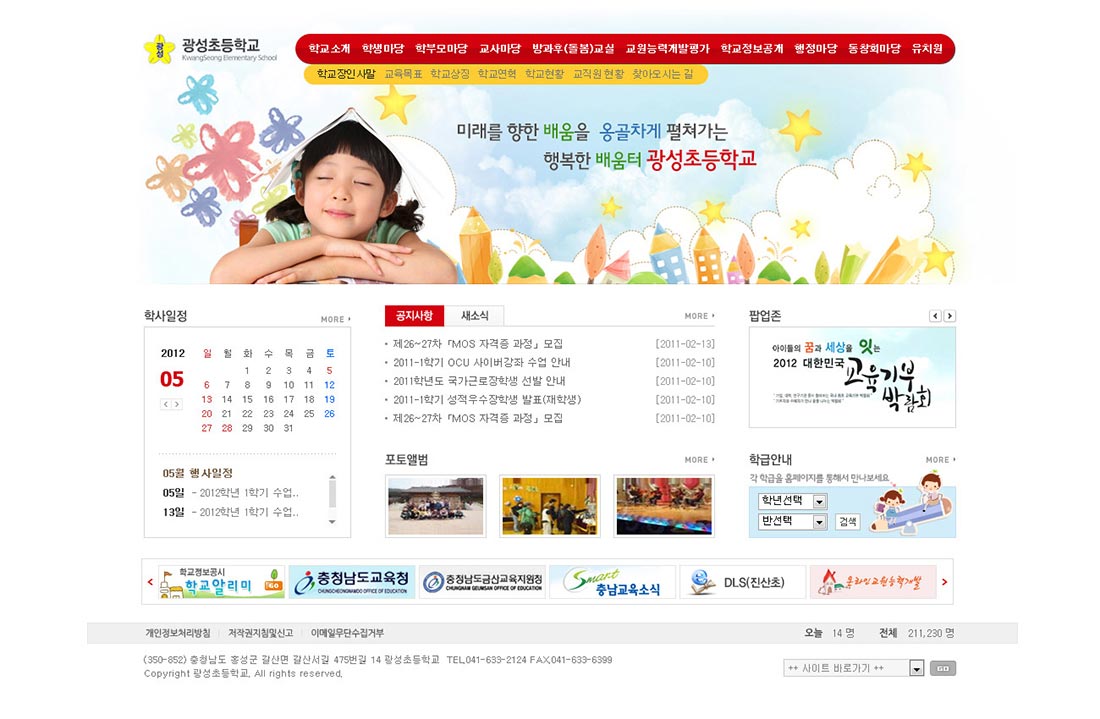 광성
광성초등학교
KwangSeong Elementary School
학교소개 학생마당 학부모마당 교사마당 방과후(돌봄)교실 교원능력개발평가 학교정보공개 행정마당 동창회마당 유치원
학교장인사말 교육목표 학교상징 학교연혁 학교현황 교직원현황 찾아오시는 길
미래를 향한 배움을 옹골차게 펼쳐가는
행복한 배움터 광성초등학교
학사일정
MORE
2012
05
일 월 화 수 목 금 토
1 2 3 4 5
6 7 8 9 10 11 12
13 14 15 16 17 18 19
20 21 22 23 24 25 26
27 28 29 30 31
05월 행사일정
05일 - 2012학년 1학기 수업..
13일 - 2012학년 1학기 수업..
공지사항 새소식 MORE
제26-27차 「MOS 자격증 과정」 모집 [2011-02-13]
2011-1학기 OCU 사이버강좌 수업 안내 [2011-02-10]
2011학년도 국가근로장학생 선발 안내 [2011-02-10]
2011-1학기 성적우수장학생 발표(재학생) [2011-02-10]
제26~27차 「MOS 자격증 과정」 모집 [2011-02-10]
포토앨범 MORE
팝업존
아이들의 꿈과 세상을 잇는
2012 대한민국
교육기부
박람회
학급안내 MORE
각 학급을 홈페이지를 통해서 만나보세요
학년선택
반선택 검색
학교정보공시
학교알리미 GO
충청남도교육청
CHUNGCHEONGNAMDO OFFICE OF EDUCATION
충청남도금산교육지원청
CHUNGNAM GEUMSAN OFFICE OF EDUCATION
Smart
충남교육소식
DLS(진산초)
온라인교원능력개발
개인정보처리방침 저작권지침및신고 이메일무단수집거부
오늘 14 명 전체 211,230 명
(350-852) 충청남도 홍성군 갈산면 갈산서길 475번길 14 광성초등학교 TEL.041-633-2124 FAX.041-633-6399
Copyright 광성초등학교. All rights reserved.
++ 사이트 바로가기 ++ GO